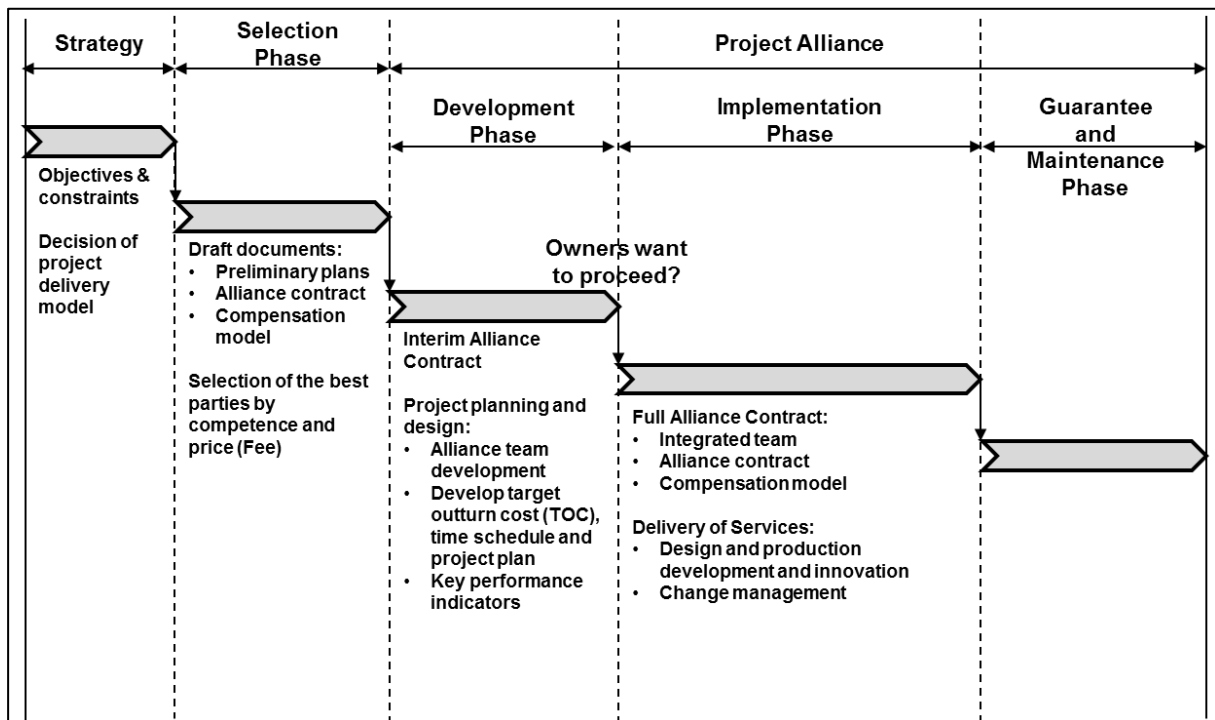 Strategy
Selection
Phase
Project Alliance
Development
Phase
Implementation
Phase
Guarantee
and
Maintenance
Phase
Objectives &
constraints
Decision of
project
delivery
model
Draft documents:
• Preliminary plans
• Alliance contract
• Compensation
model
Selection of the best
parties by
competence and
price (Fee)
Owners want
to proceed?
Interim Alliance
Contract
Project planning and
design:
• Alliance team
development
• Develop target
outturn cost (TOC),
time schedule and
project plan
• Key performance
indicators
Full Alliance Contract:
• Integrated team
• Alliance contract
• Compensation model
Delivery of Services:
• Design and production
development and innovation
• Change management